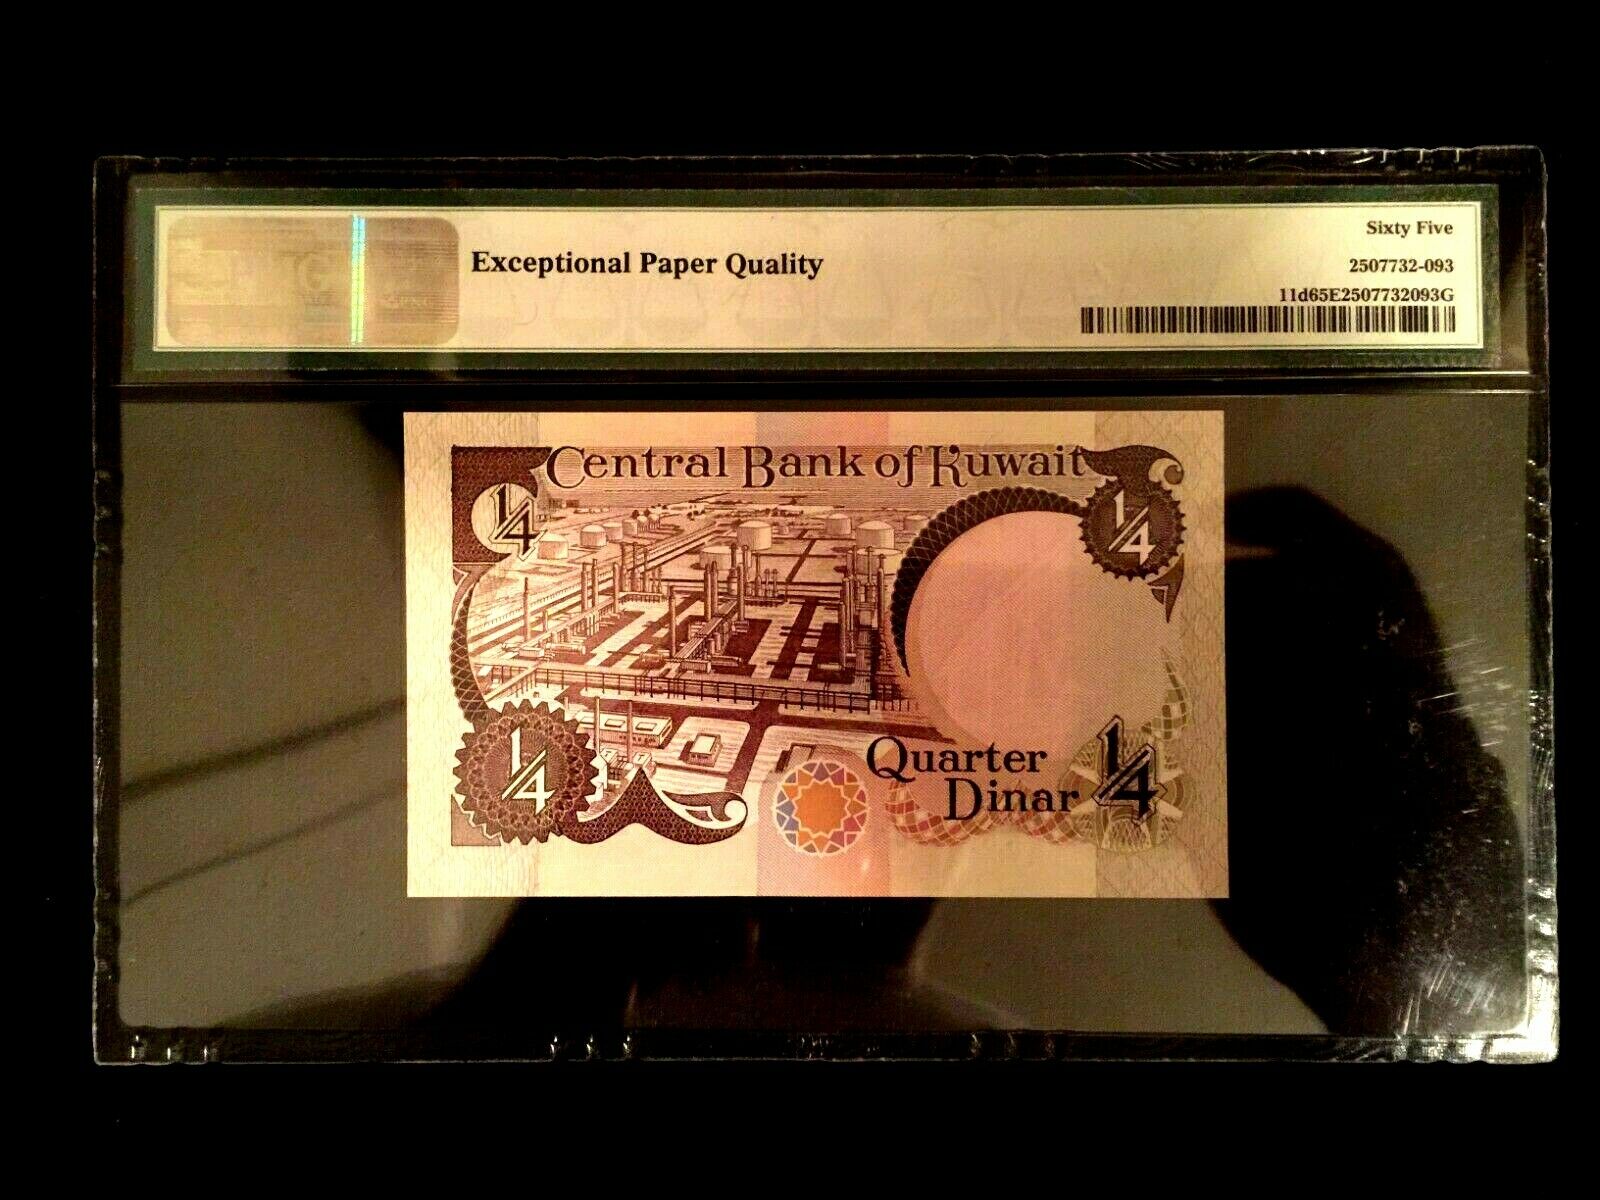 Exceptional Paper Quality
Sixty Five
2507732-093
11d65E2507732093G
Central Bank of Kuwait
1/4
1/4
1/4
Quarter
Dinar
1/4